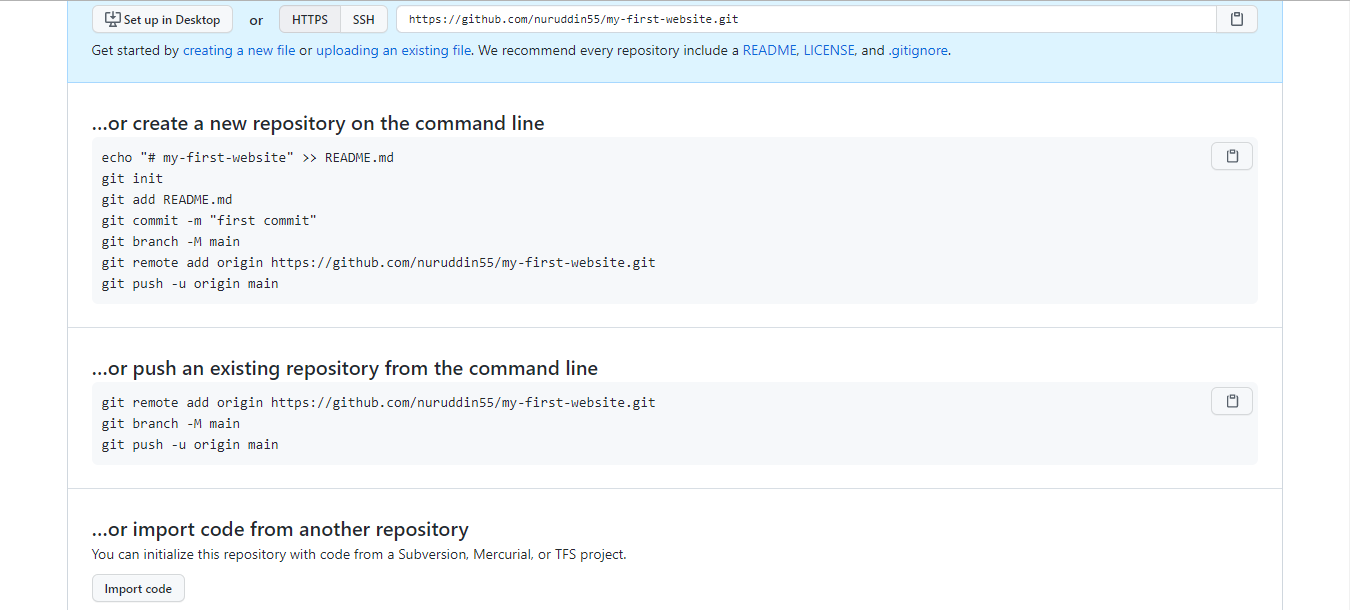 Set up in Desktop or HTTPS SSH https://github.com/nuruddin55/my-first-website.git
Get started by creating a new file or uploading an existing file. We recommend every repository include a README, LICENSE, and .gitignore.
...or create a new repository on the command line
echo "# my-first-website" >> README.md
git init
git add README.md
git commit -m "first commit"
git branch -M main
git remote add origin https://github.com/nuruddin55/my-first-website.git
git push -u origin main
...or push an existing repository from the command line
git remote add origin https://github.com/nuruddin55/my-first-website.git
git branch -M main
git push -u origin main
...or import code from another repository
You can initialize this repository with code from a Subversion, Mercurial, or TFS project.
Import code